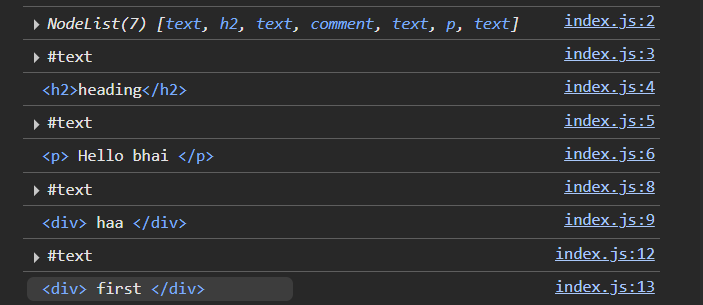 NodeList(7) [text, h2, text, comment, text, p, text] index.js:2
#text index.js:3
<h2>heading</h2> index.js:4
#text index.js:5
<p> Hello bhai </p> index.js:6
#text index.js:8
<div> haa </div> index.js:9
#text index.js:12
<div> first </div> index.js:13